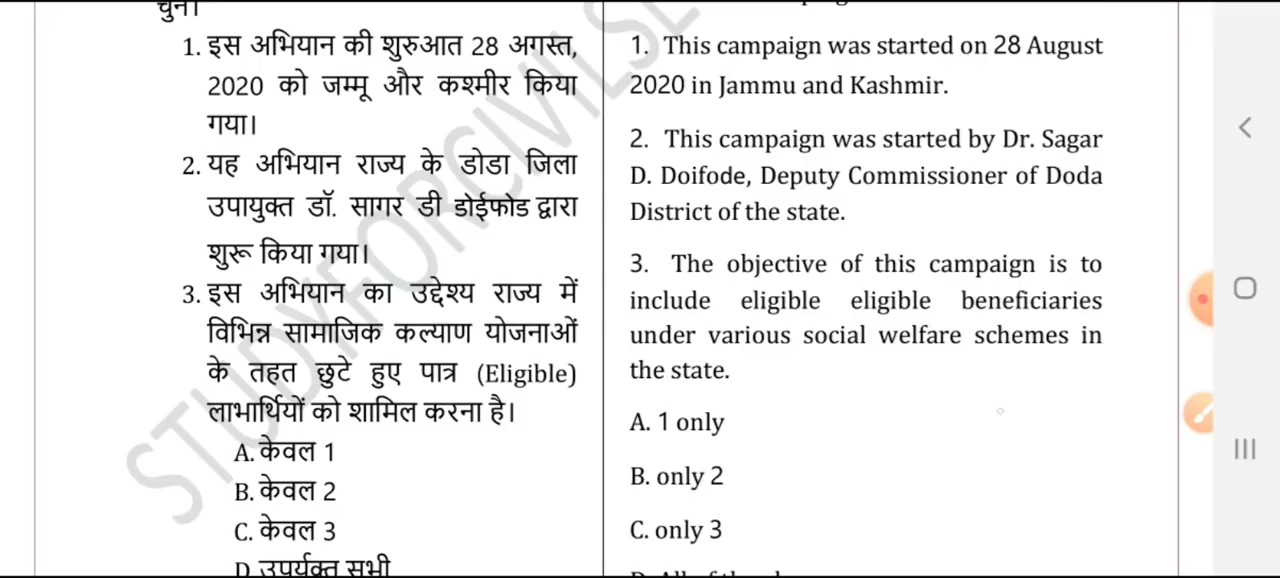 चुनें।
1. इस अभियान की शुरुआत 28 अगस्त,
2020 को जम्मू और कश्मीर किया
गया।
2. यह अभियान राज्य के डोडा जिला
उपायुक्त डॉ. सागर डी डोईफोड द्वारा
शुरू किया गया।
3. इस अभियान का उद्देश्य राज्य में
विभिन्न सामाजिक कल्याण योजनाओं
के तहत छुटे हुए पात्र (Eligible)
लाभार्थियों को शामिल करना है।
A. केवल 1
B. केवल 2
C. केवल 3
D उपर्युक्त सभी
1. This campaign was started on 28 August
2020 in Jammu and Kashmir.
2. This campaign was started by Dr. Sagar
D. Doifode, Deputy Commissioner of Doda
District of the state.
3. The objective of this campaign is to
include eligible eligible beneficiaries
under various social welfare schemes in
the state.
A. 1 only
B. only 2
C. only 3
STUDYFORCIVILSE